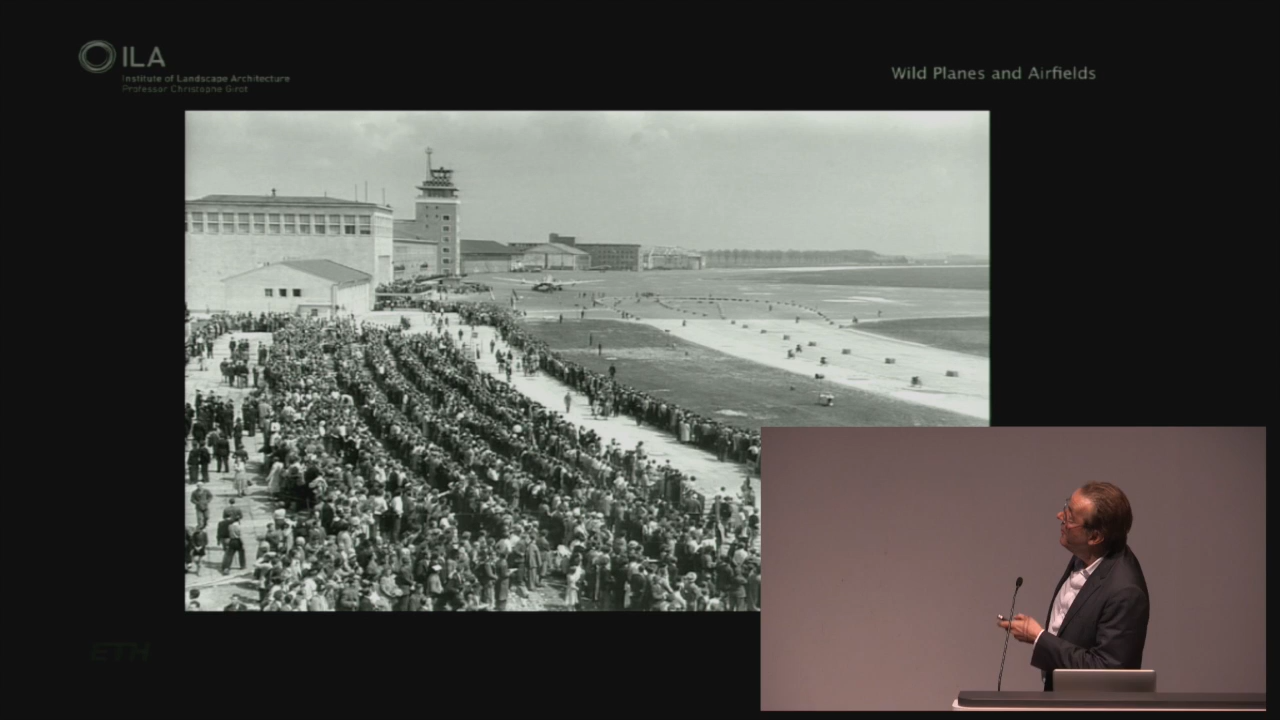 ILA
Institute of Landscape Architecture
Professor Christophe Girot
Wild Planes and Airfields
ETH